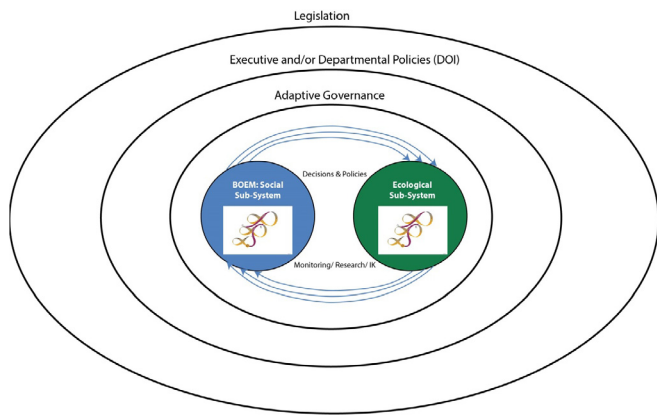 Legislation
Executive and/or Departmental Policies (DOI)
Adaptive Governance
Decisions & Policies
BOEM: Social
Sub-System
Ecological
Sub-System
Monitoring/ Research/ IK